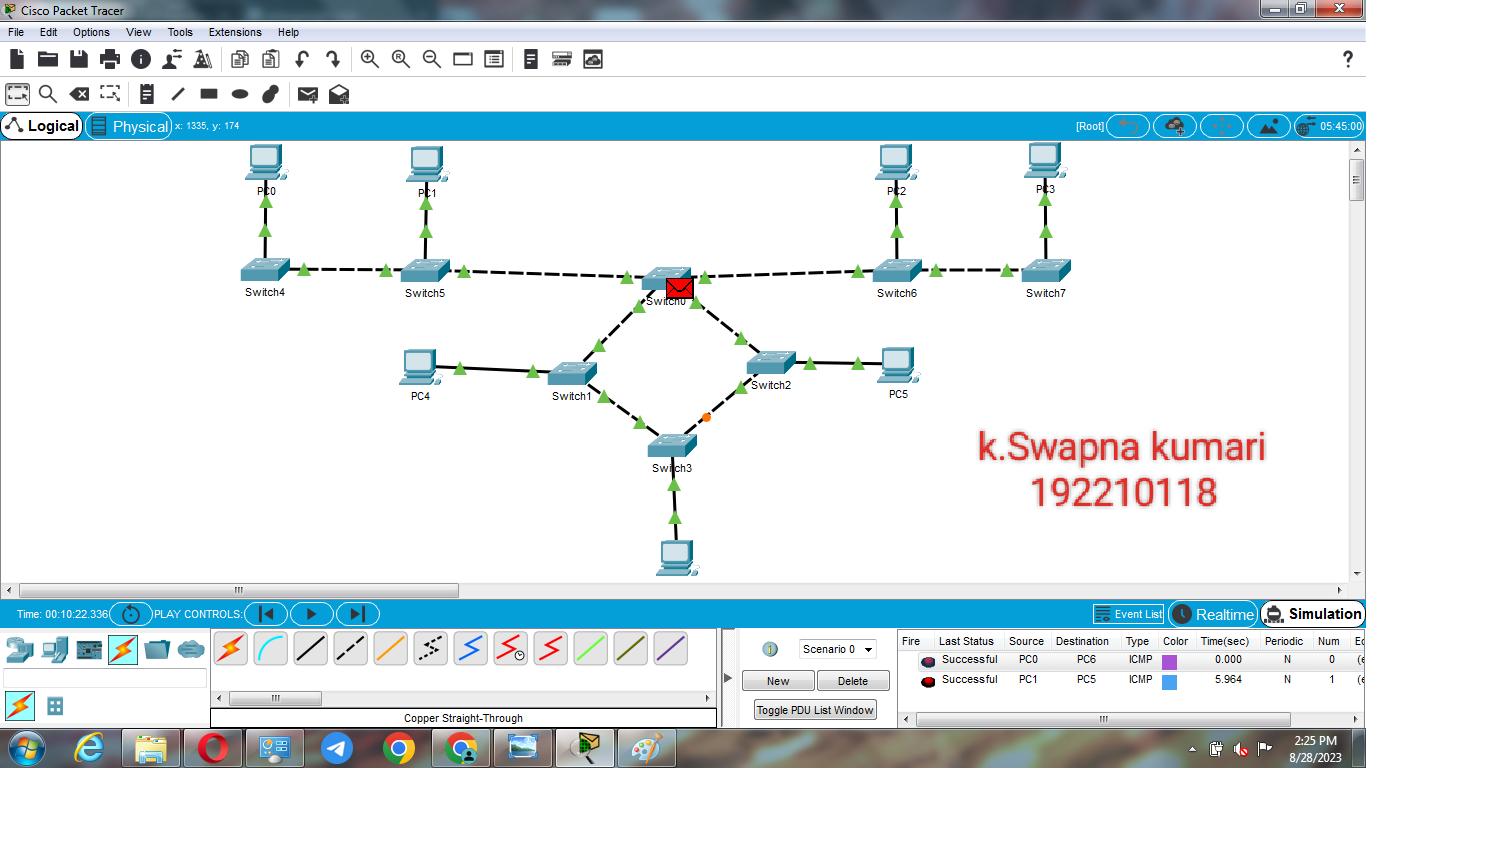 Cisco Packet Tracer
File Edit Options View Tools Extensions Help
?
Logical Physical x: 1335, y: 174 [Root] 05:45:00
PC0 PC1 PC2 PC3
Switch4 Switch5 Switch0 Switch6 Switch7
PC4 Switch1 Switch2 PC5
Switch3
k.Swapna kumari
192210118
Time: 00:10:22.336 PLAY CONTROLS: Event List Realtime Simulation
Scenario 0
New Delete
Toggle PDU List Window
Fire Last Status Source Destination Type Color Time(sec) Periodic Num
Successful PC0 PC6 ICMP 0.000 N 0 (e
Successful PC1 PC5 ICMP 5.964 N 1 (e
Copper Straight-Through
2:25 PM
8/28/2023